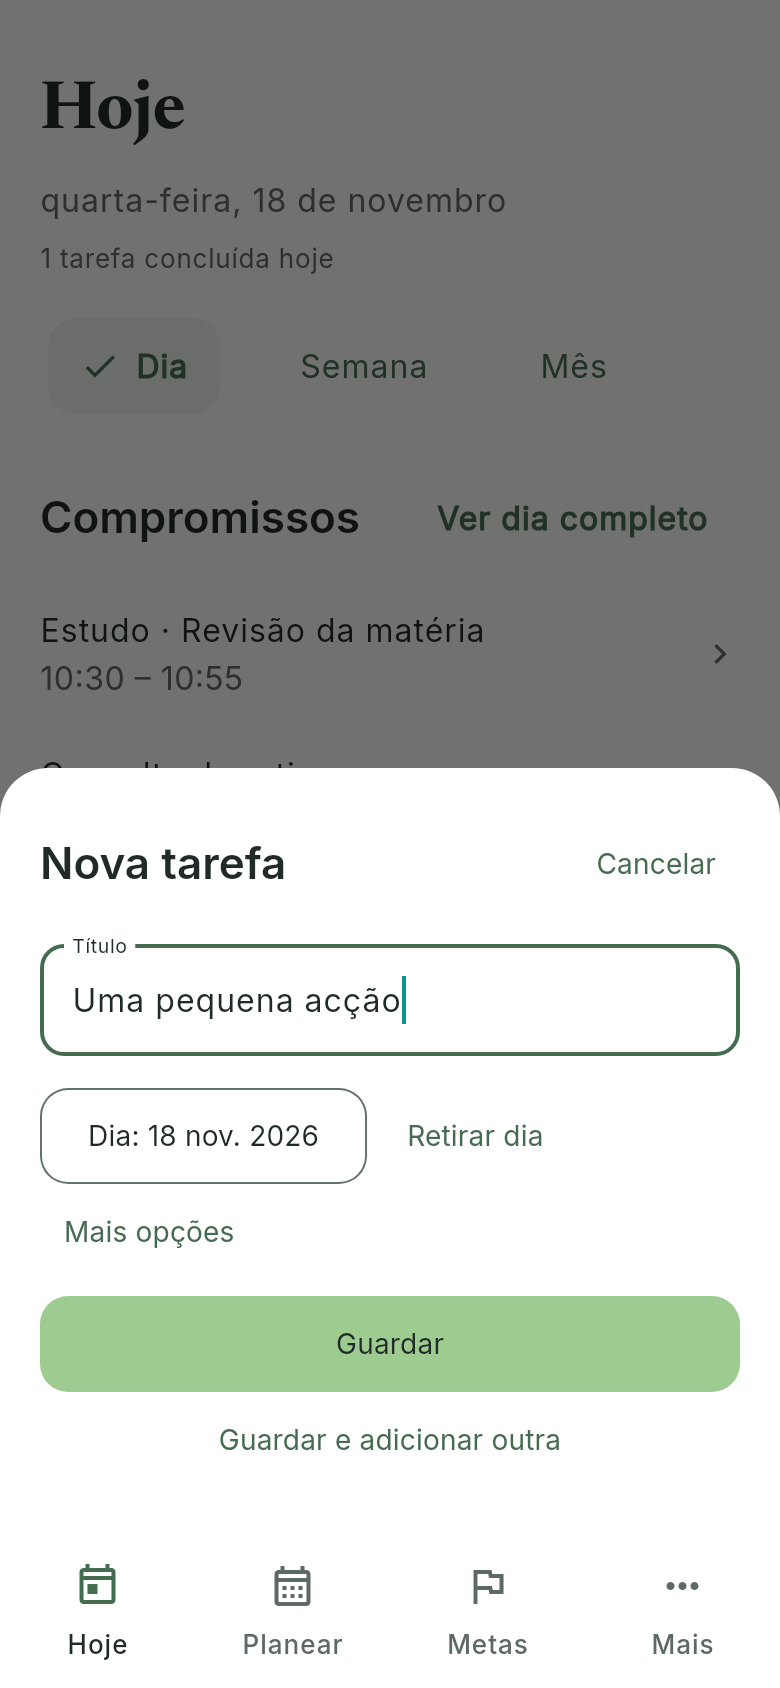 Hoje
quarta-feira, 18 de novembro
1 tarefa concluída hoje
Dia
Semana
Mês
Compromissos
Ver dia completo
Estudo · Revisão da matéria
10:30 – 10:55
Nova tarefa
Cancelar
Título
Uma pequena acção
Dia: 18 nov. 2026
Retirar dia
Mais opções
Guardar
Guardar e adicionar outra
Hoje
Planear
Metas
Mais